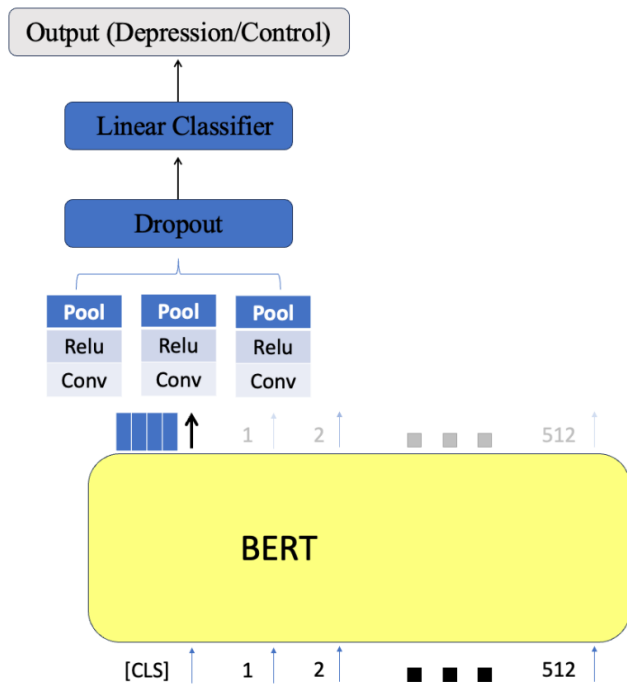 Output (Depression/Control)
Linear Classifier
Dropout
Pool Pool Pool
Relu Relu Relu
Conv Conv Conv
1 2 512
BERT
[CLS] 1 2 512